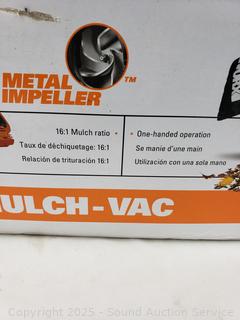 METAL
IMPELLER
TM
16:1 Mulch ratio •
Taux de déchiquetage: 16:1
Relación de trituración 16:1
• One-handed operation
Se manie d'une main
Utilización con una sola mano
MULCH-VAC
Copyright 2025 - Sound Auction Service